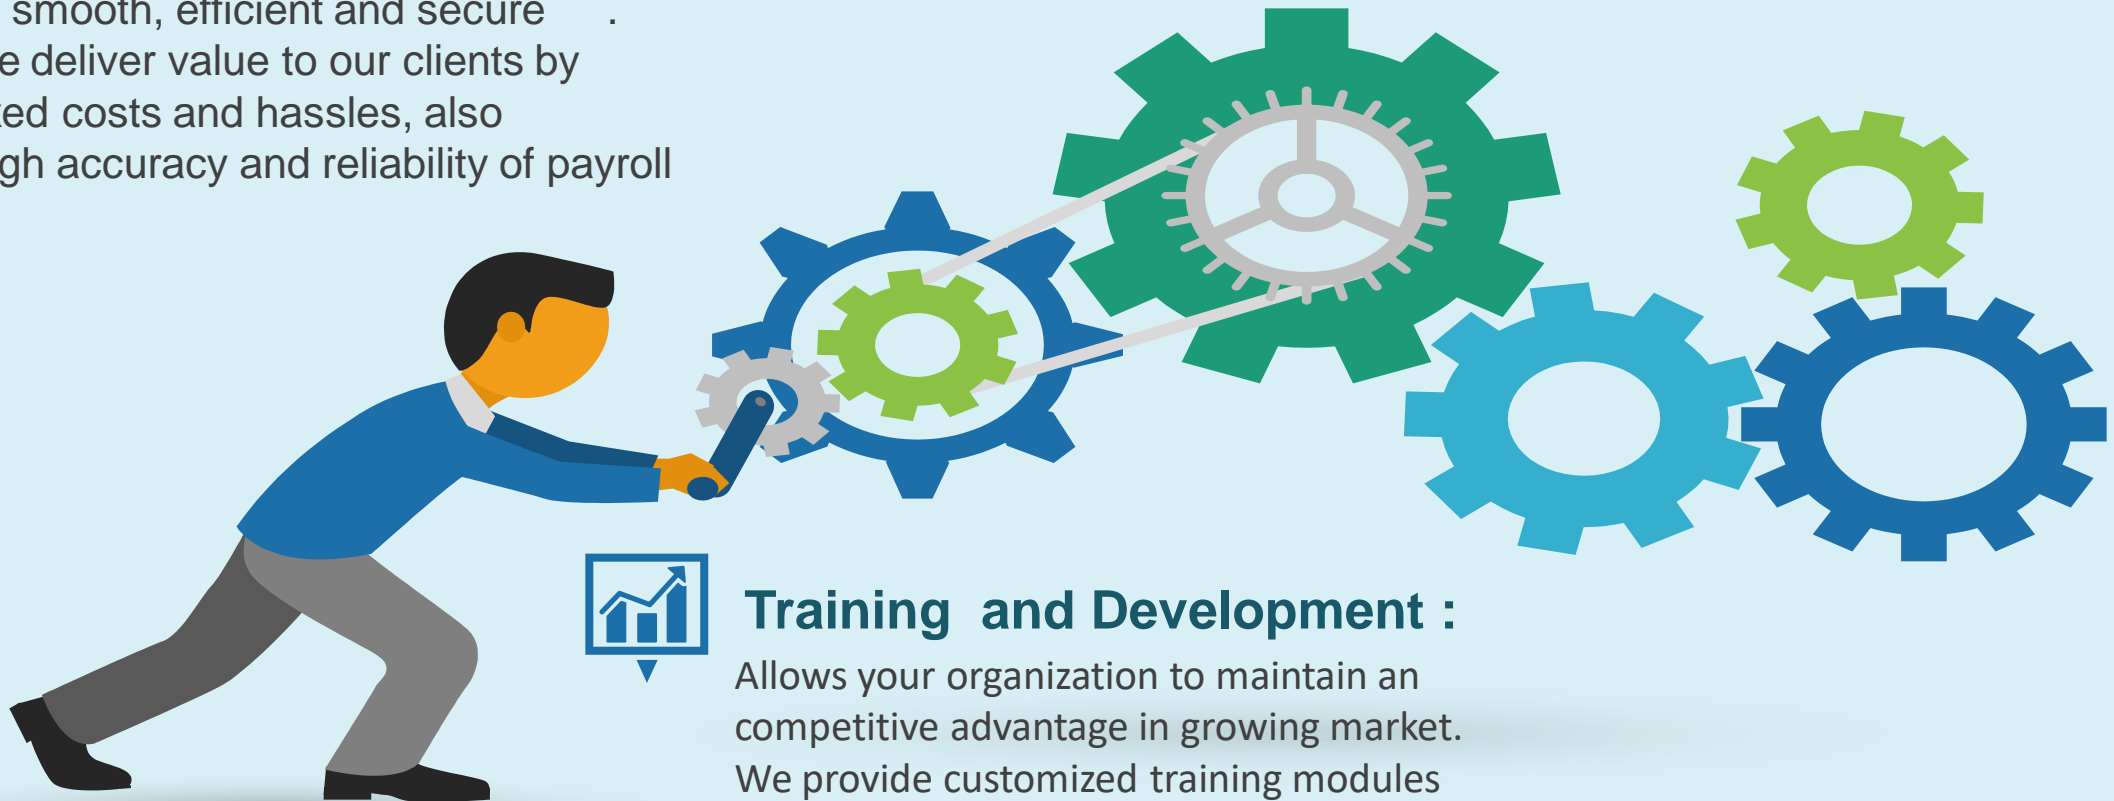 smooth, efficient and secure .
e deliver value to our clients by
ed costs and hassles, also
gh accuracy and reliability of payroll
Training and Development :
Allows your organization to maintain an
competitive advantage in growing market.
We provide customized training modules